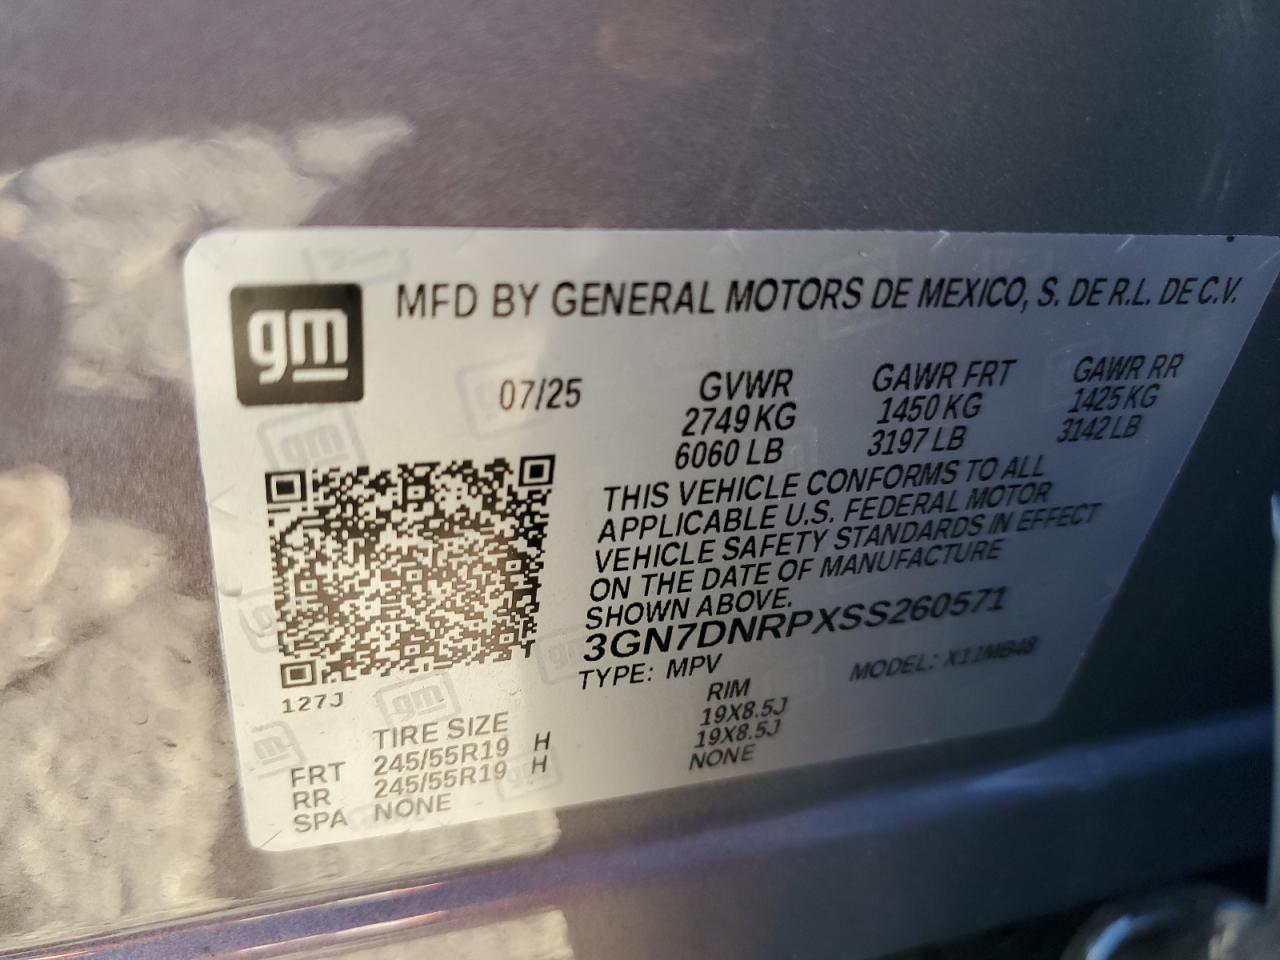 gm
MFD BY GENERAL MOTORS DE MEXICO, S. DE R.L. DE C.V.
07/25 GVWR GAWR FRT GAWR RR
2749 KG 1450 KG 1425 KG
6060 LB 3197 LB 3142 LB
THIS VEHICLE CONFORMS TO ALL
APPLICABLE U.S. FEDERAL MOTOR
VEHICLE SAFETY STANDARDS IN EFFECT
ON THE DATE OF MANUFACTURE
SHOWN ABOVE.
3GN7DNRPXSS260571
TYPE: MPV MODEL: X11MB48
127J
TIRE SIZE RIM
FRT 245/55R19 H 19X8.5J
RR 245/55R19 H 19X8.5J
SPA NONE NONE